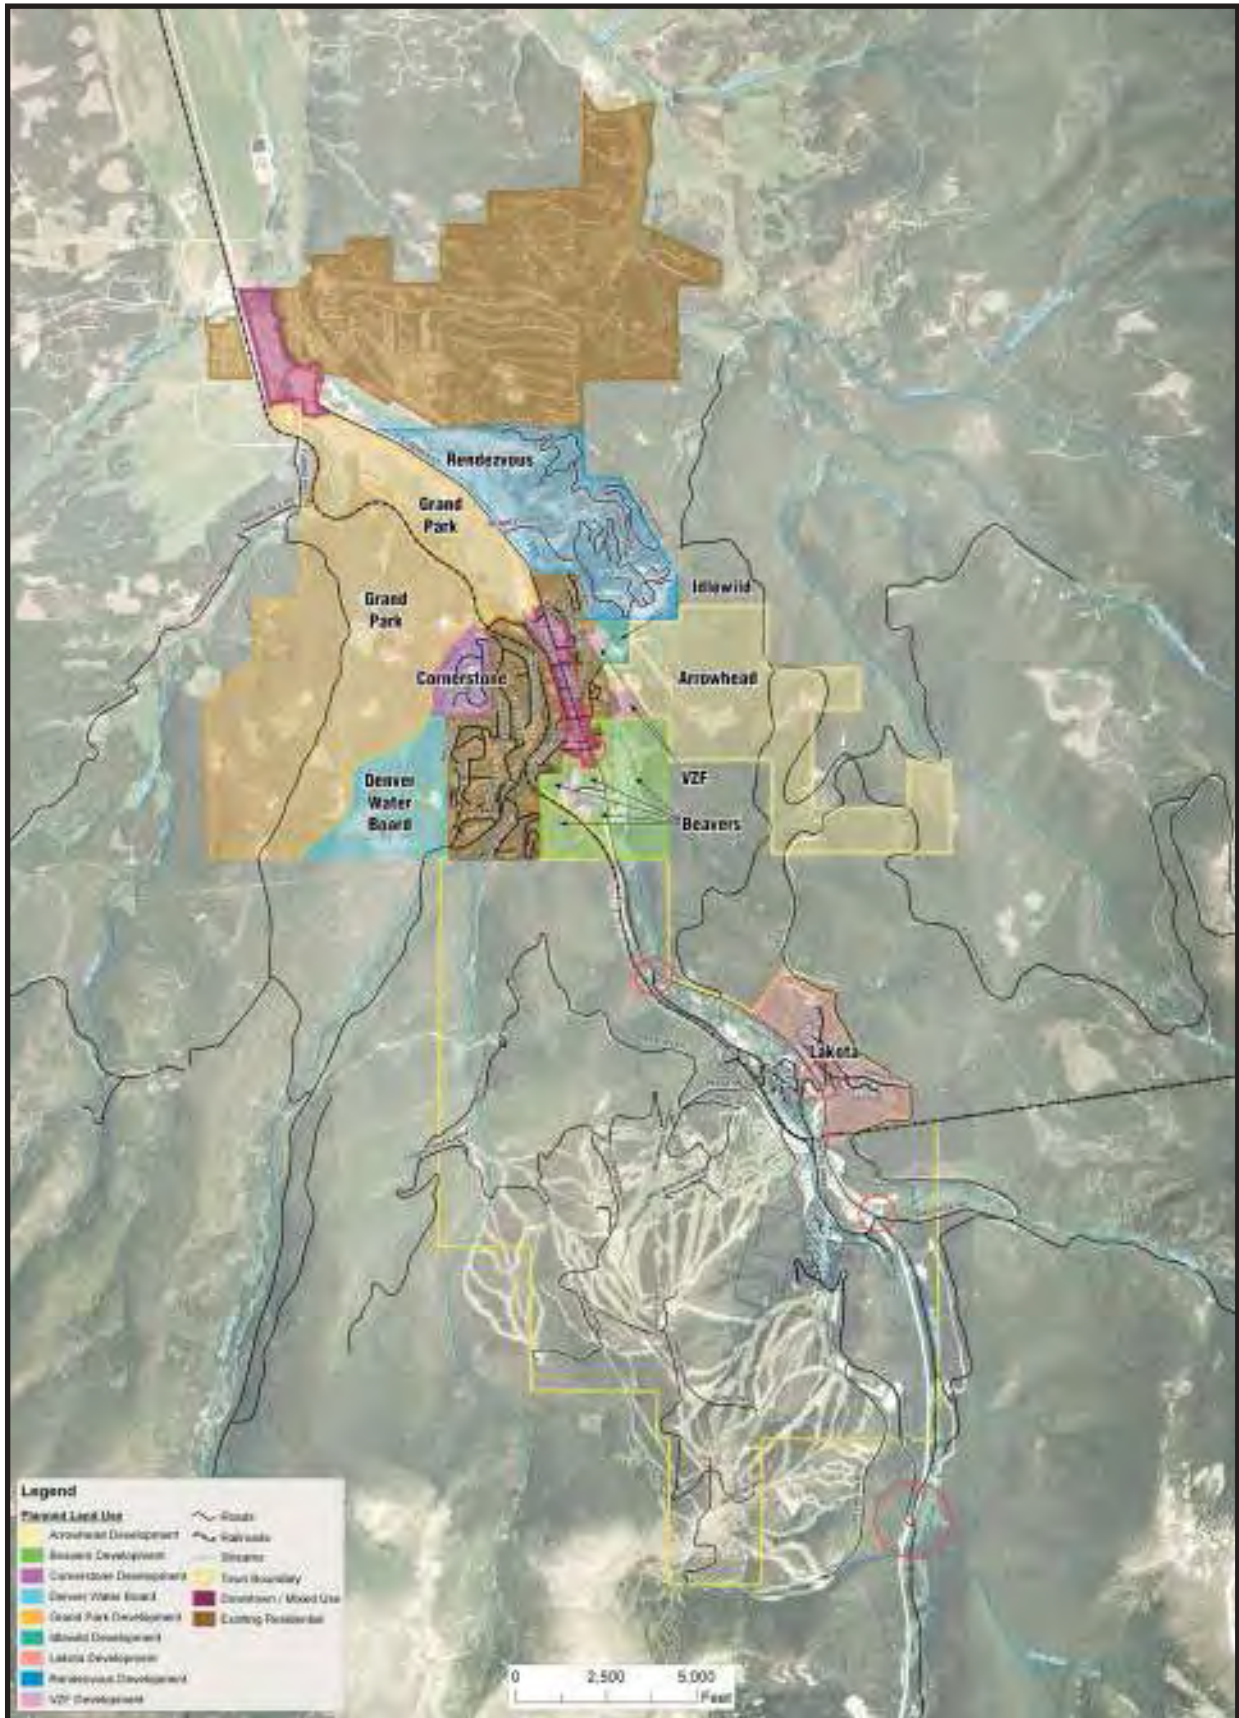 Rendezvous
Grand
Park
Idlewild
Grand
Park
Cornerstone
Arrowhead
Denver
Water
Board
VZF
Beavers
Lakota
Legend
Planned Land Use
Arrowhead Development
Beavers Development
Cornerstone Development
Denver Water Board
Grand Park Development
Idlewild Development
Lakota Development
Rendezvous Development
VZF Development
Roads
Railroads
Streams
Town Boundary
Downtown / Mixed Use
Existing Residential
0 2,500 5,000
Feet